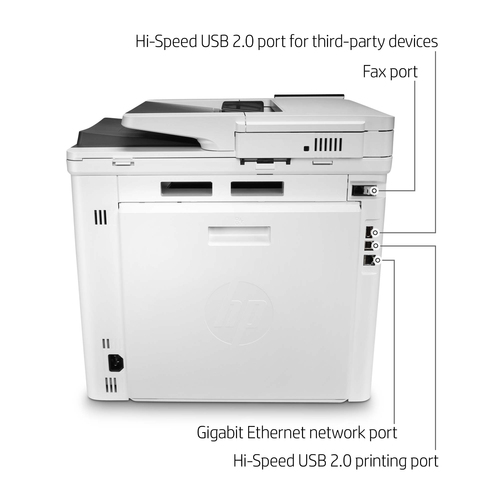 Hi-Speed USB 2.0 port for third-party devices
Fax port
hp
Gigabit Ethernet network port
Hi-Speed USB 2.0 printing port